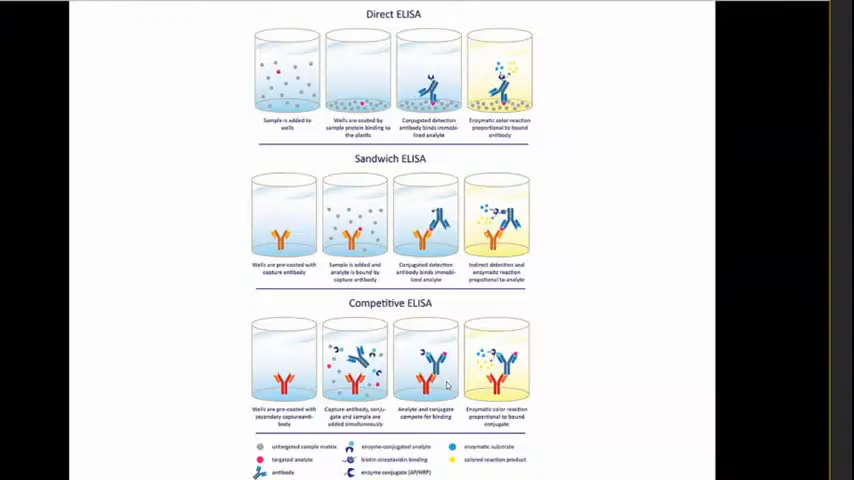 Direct ELISA
Sample is added to
wells
Wells are coated by
sample protein binding to
the plastic
Conjugated detection
antibody binds immobi-
lized analyte
Enzymatic color reaction
proportional to bound
antibody
Sandwich ELISA
Wells are pre-coated with
capture antibody
Sample is added and
analyte is bound by
capture antibody
Conjugated detection
antibody binds immobi-
lized analyte
Indirect detection and
enzymatic reaction
proportional to analyte
Competitive ELISA
Wells are pre-coated with
secondary captureanti-
body
Capture antibody, conju-
gate and sample are
added simultaneously
Analyte and conjugate
compete for binding
Enzymatic color reaction
proportional to bound
conjugate
untargeted sample matrix
targeted analyte
antibody
enzyme-conjugated analyte
biotin streptavidin binding
enzyme conjugate (AP/HRP)
enzymatic substrate
colored reaction product